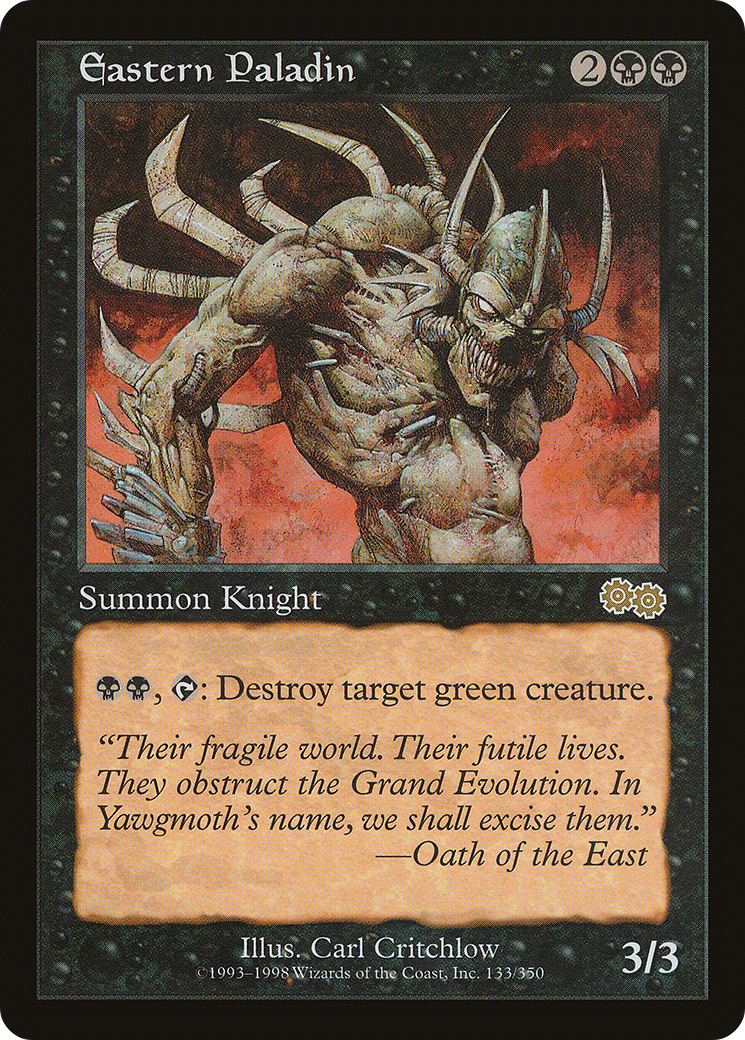 Eastern Paladin
2
Summon Knight
, : Destroy target green creature.
“Their fragile world. Their futile lives.
They obstruct the Grand Evolution. In
Yawgmoth’s name, we shall excise them.”
—Oath of the East
Illus. Carl Critchlow
©1993–1998 Wizards of the Coast, Inc. 133/350
3/3